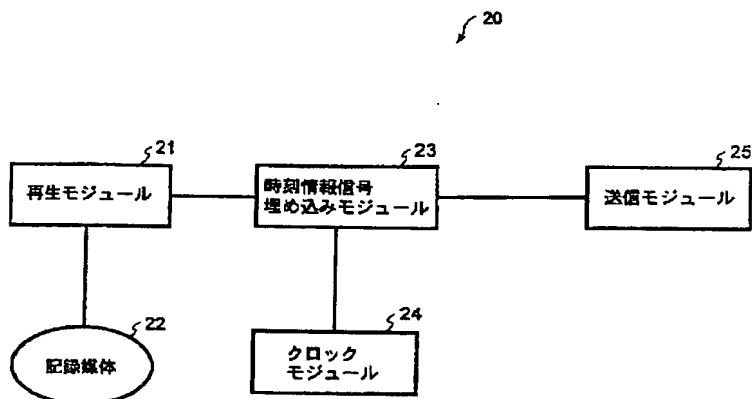 20
21
再生モジュール
23
時刻情報信号
埋め込みモジュール
25
送信モジュール
22
記録媒体
24
クロック
モジュール